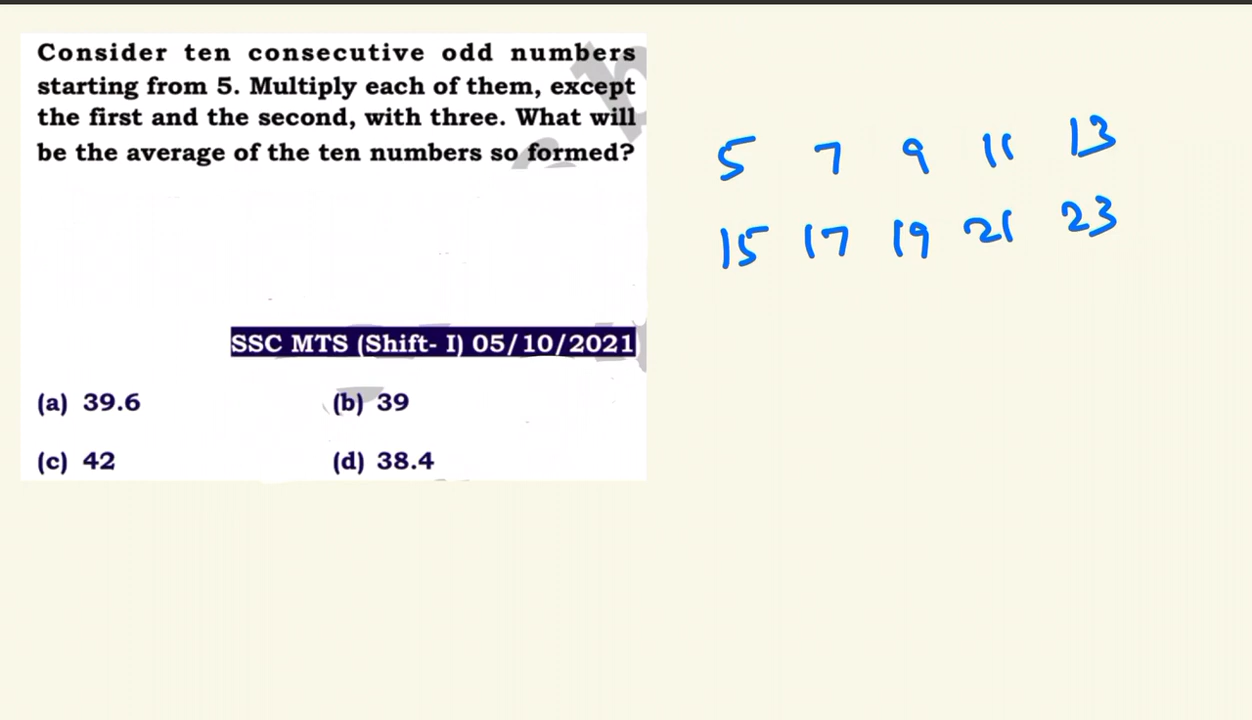 Consider ten consecutive odd numbers
starting from 5. Multiply each of them, except
the first and the second, with three. What will
be the average of the ten numbers so formed?
SSC MTS (Shift- I) 05/10/2021
(a) 39.6 (b) 39
(c) 42 (d) 38.4
5 7 9 11 13
15 17 19 21 23